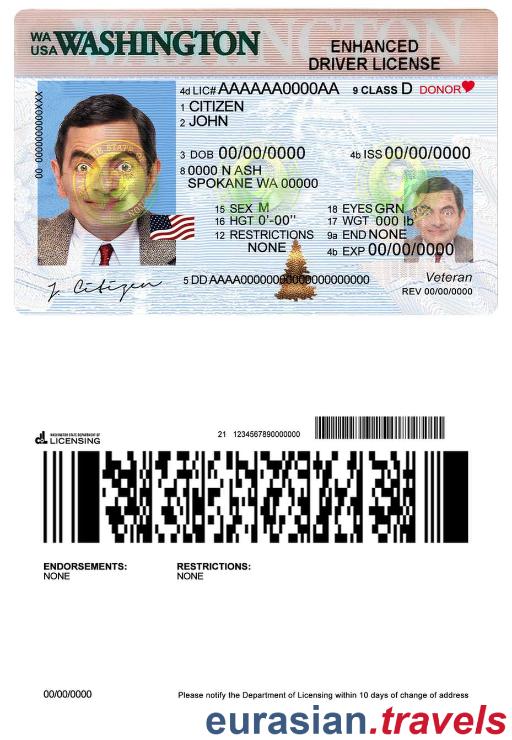 WA
USA WASHINGTON
ENHANCED
DRIVER LICENSE
4d LIC# AAAAAA0000AA 9 CLASS D DONOR
1 CITIZEN
2 JOHN
3 DOB 00/00/0000 4b ISS 00/00/0000
8 0000 N ASH
SPOKANE WA 00000
15 SEX M 18 EYES GRN
16 HGT 0'-00" 17 WGT 000 lb
12 RESTRICTIONS 9a END NONE
NONE 4b EXP 00/00/0000
00 0000000000XXX
J. Citizen
5 DD AAAA00000000000000000000
Veteran
REV 00/00/0000
WASHINGTON STATE DEPARTMENT OF
dol LICENSING
21 1234567890000000
ENDORSEMENTS: RESTRICTIONS:
NONE NONE
00/00/0000 Please notify the Department of Licensing within 10 days of change of address
eurasian.travels